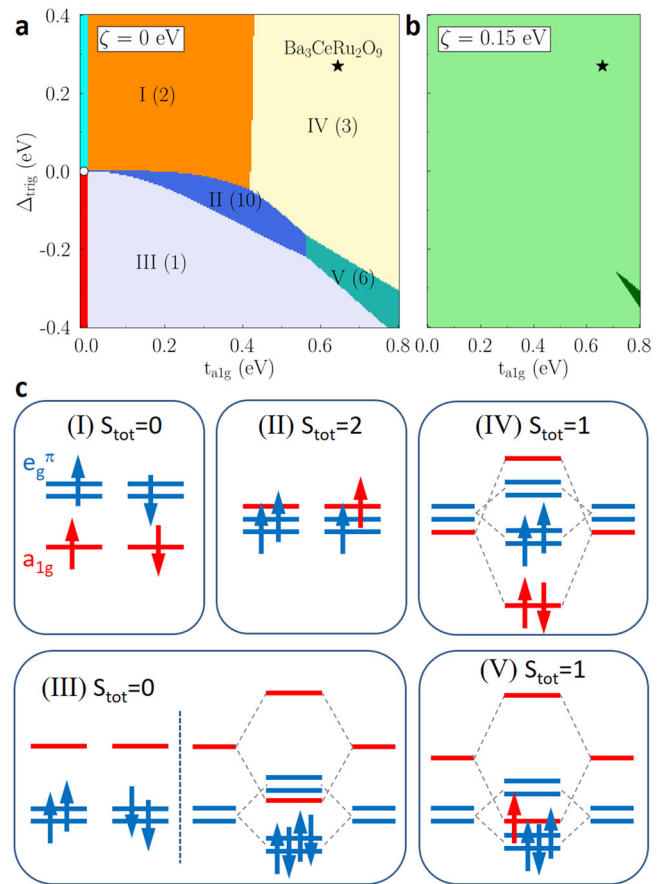 a
ζ = 0 eV
Ba₃CeRu₂O₉
I (2)
IV (3)
II (10)
III (1)
V (6)
Δtrig (eV)
0.4
0.2
0.0
-0.2
-0.4
0.0 0.2 0.4 0.6 0.8
ta1g (eV)
b
ζ = 0.15 eV
0.0 0.2 0.4 0.6 0.8
ta1g (eV)
c
(I) Stot=0
egπ
a1g
(II) Stot=2
(IV) Stot=1
(III) Stot=0
(V) Stot=1